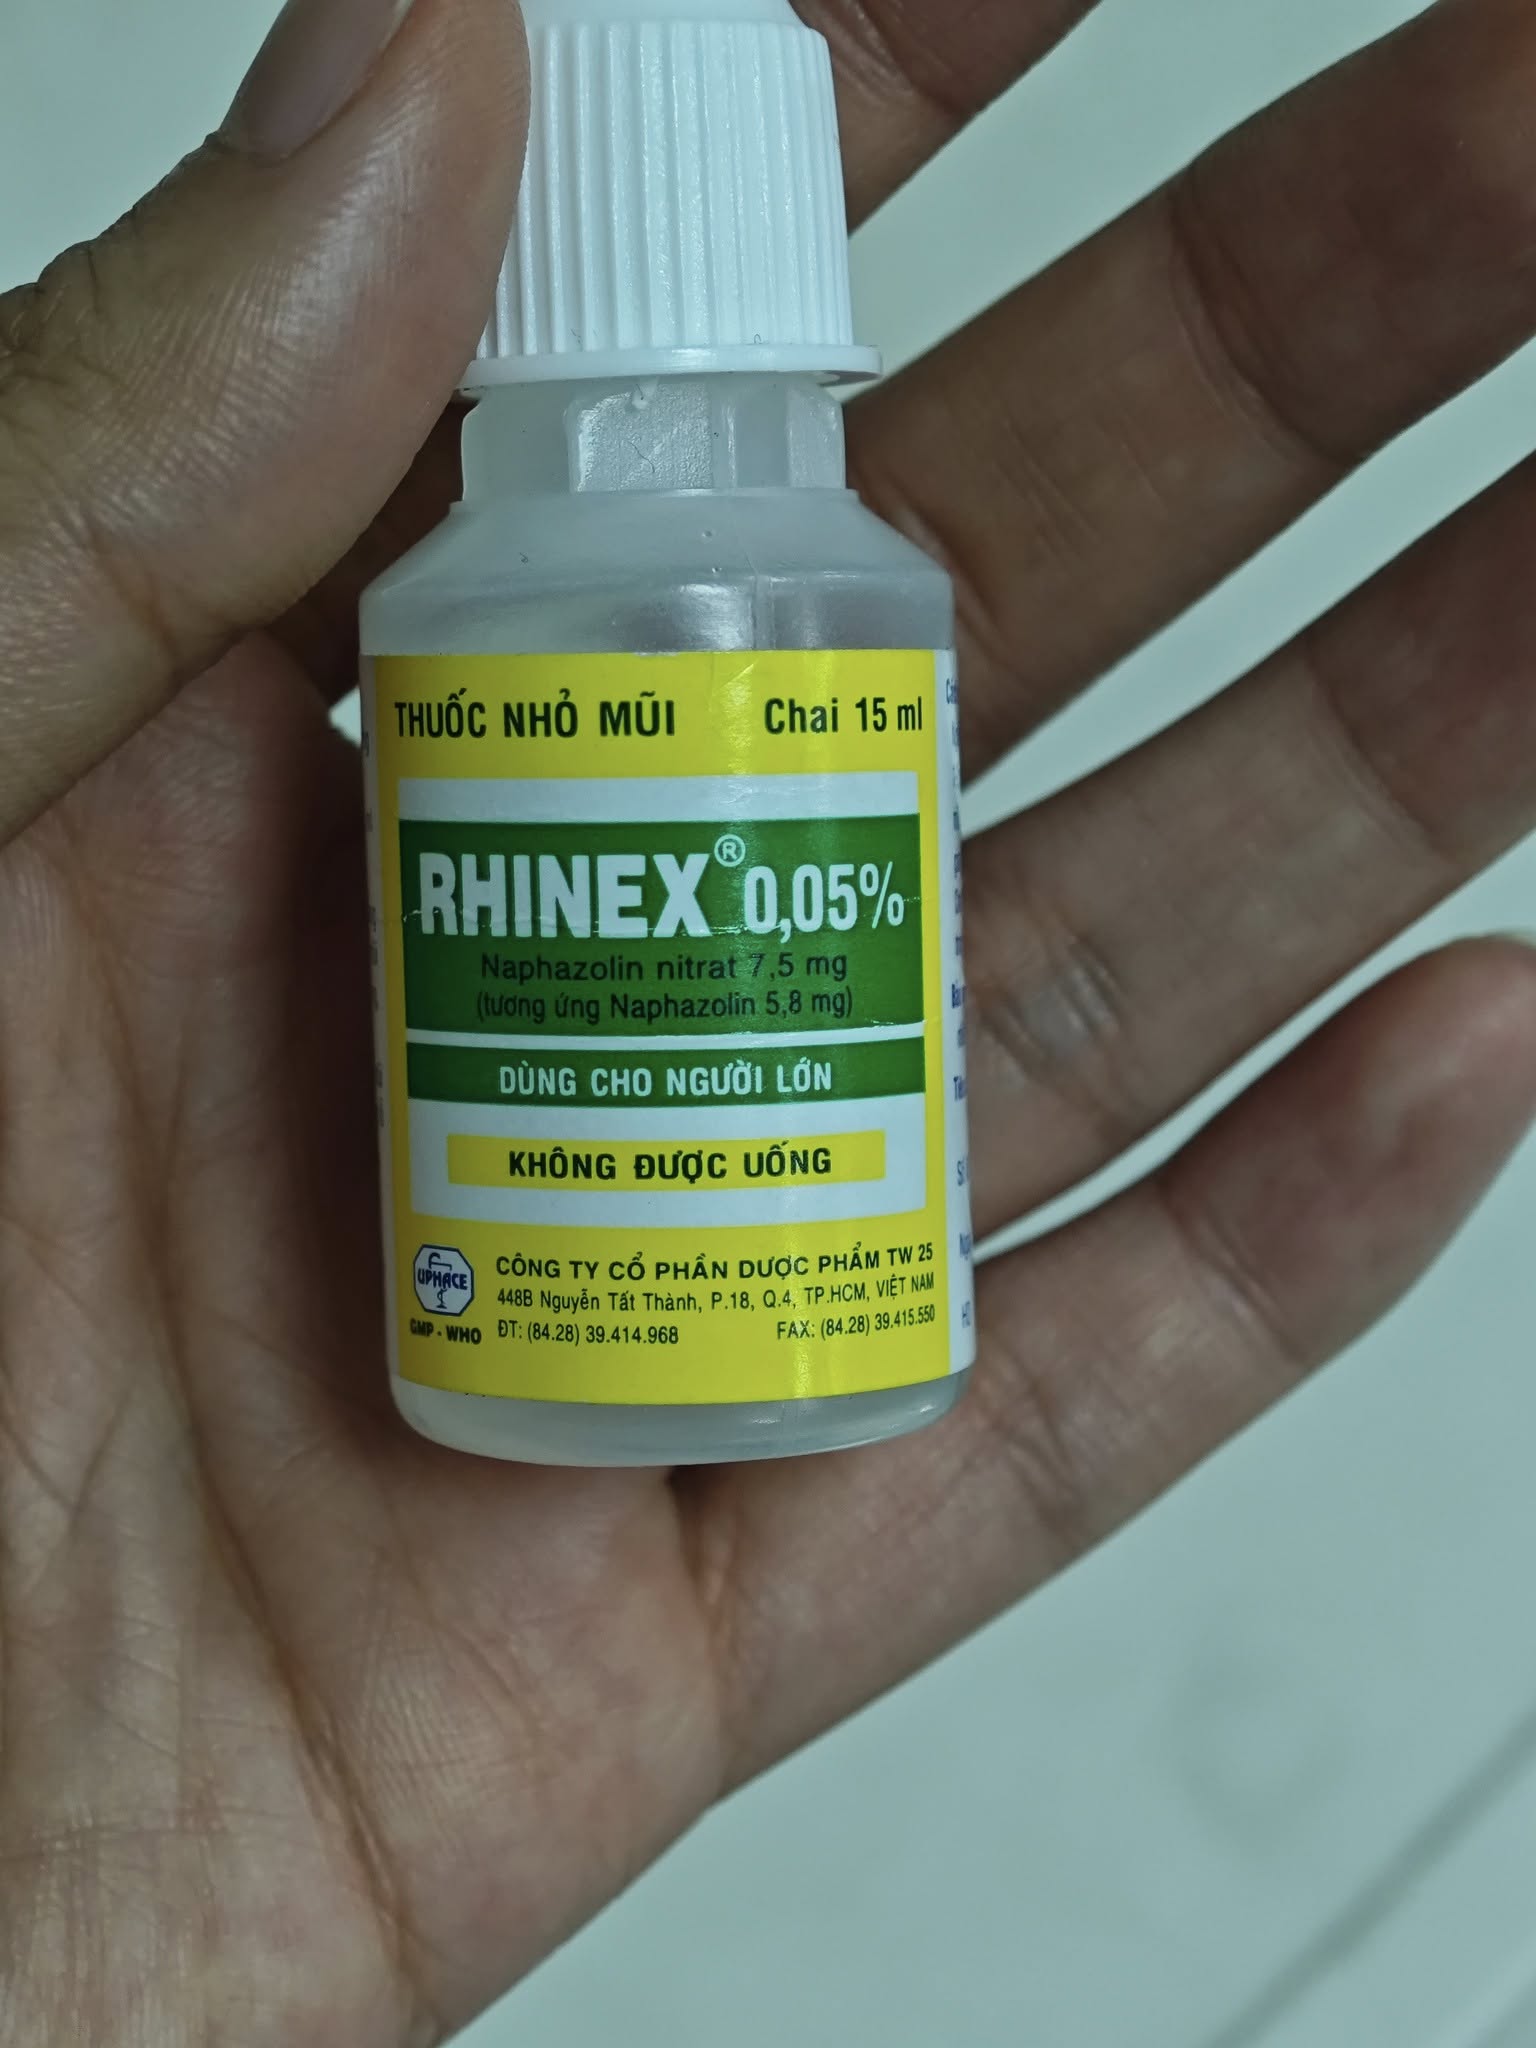 THUỐC NHỎ MŨI Chai 15 ml
RHINEX® 0,05%
Naphazolin nitrat 7,5 mg
(tương ứng Naphazolin 5,8 mg)
DÙNG CHO NGƯỜI LỚN
KHÔNG ĐƯỢC UỐNG
UPHACE
GMP - WHO
CÔNG TY CỔ PHẦN DƯỢC PHẨM TW 25
448B Nguyễn Tất Thành, P.18, Q.4, TP.HCM, VIỆT NAM
ĐT: (84.28) 39.414.968 FAX: (84.28) 39.415.550